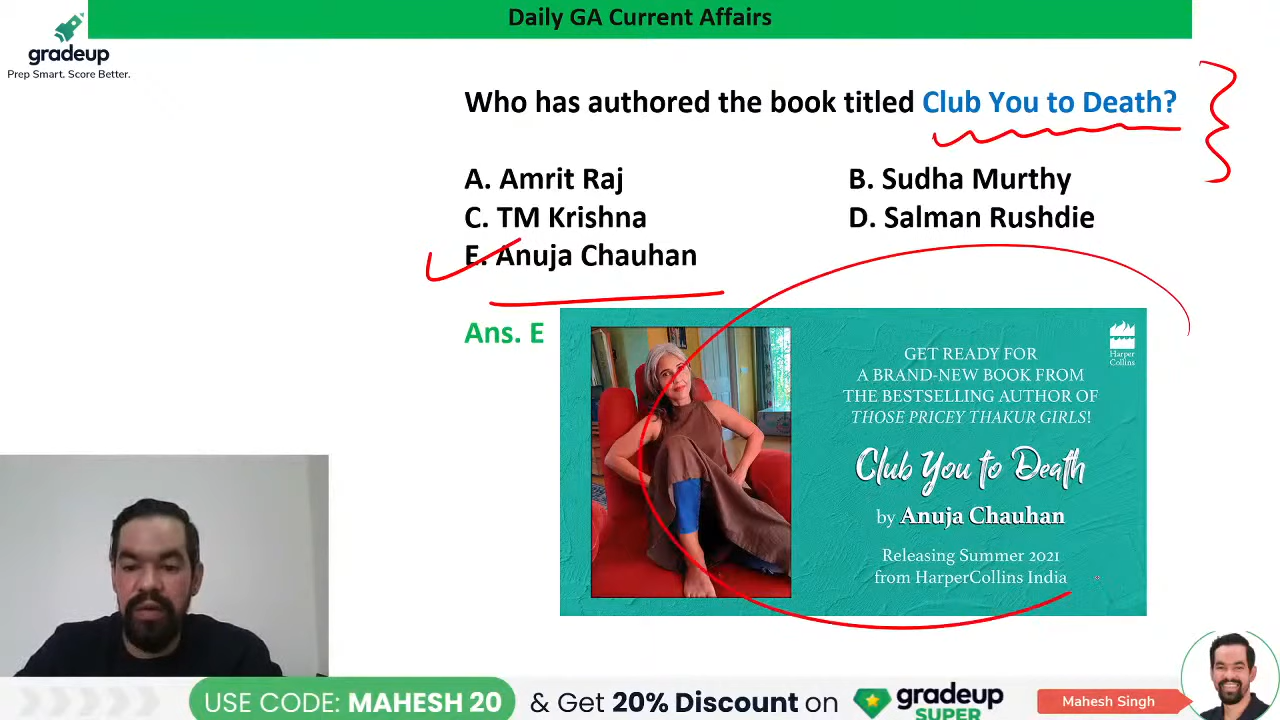 Daily GA Current Affairs
gradeup
Prep Smart. Score Better.
Who has authored the book titled Club You to Death?
A. Amrit Raj
B. Sudha Murthy
C. TM Krishna
D. Salman Rushdie
E. Anuja Chauhan
Ans. E
Harper
Collins
GET READY FOR
A BRAND-NEW BOOK FROM
THE BESTSELLING AUTHOR OF
THOSE PRICEY THAKUR GIRLS!
Club You to Death
by Anuja Chauhan
Releasing Summer 2021
from HarperCollins India
USE CODE: MAHESH 20 & Get 20% Discount on
gradeup
SUPER
Mahesh Singh